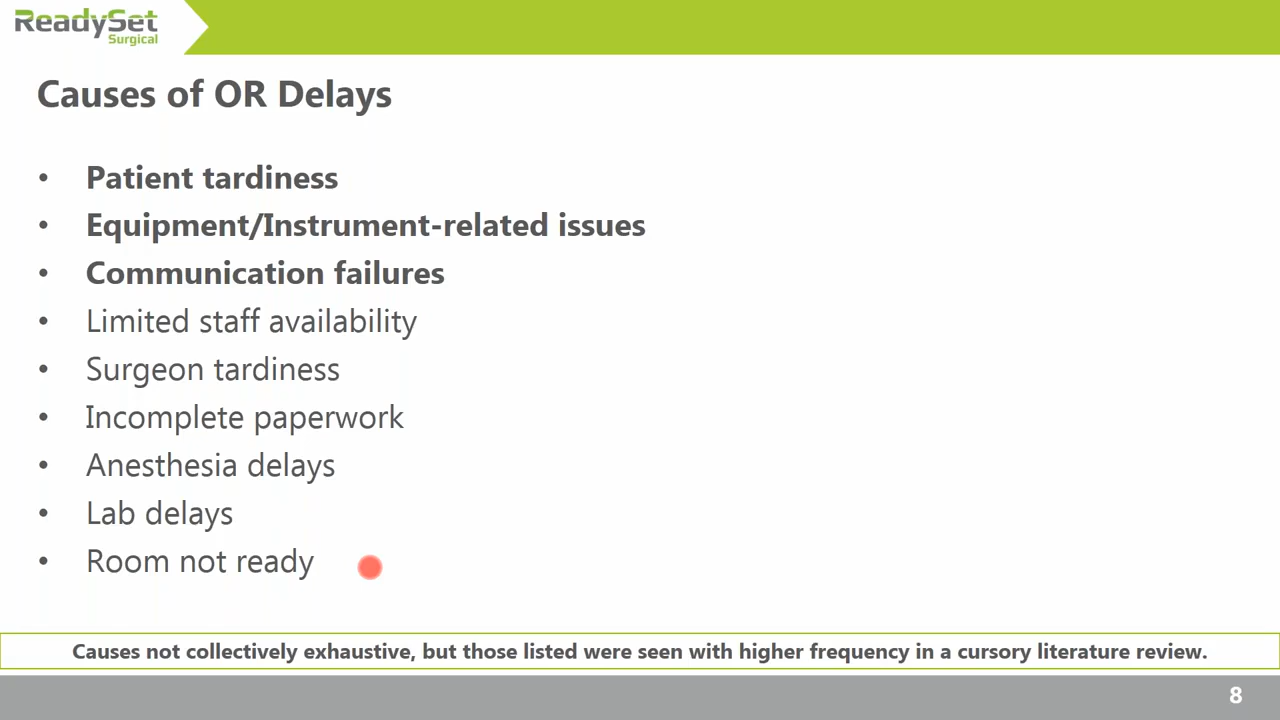 ReadySet
Surgical
Causes of OR Delays
• Patient tardiness
• Equipment/Instrument-related issues
• Communication failures
• Limited staff availability
• Surgeon tardiness
• Incomplete paperwork
• Anesthesia delays
• Lab delays
• Room not ready
Causes not collectively exhaustive, but those listed were seen with higher frequency in a cursory literature review.
8